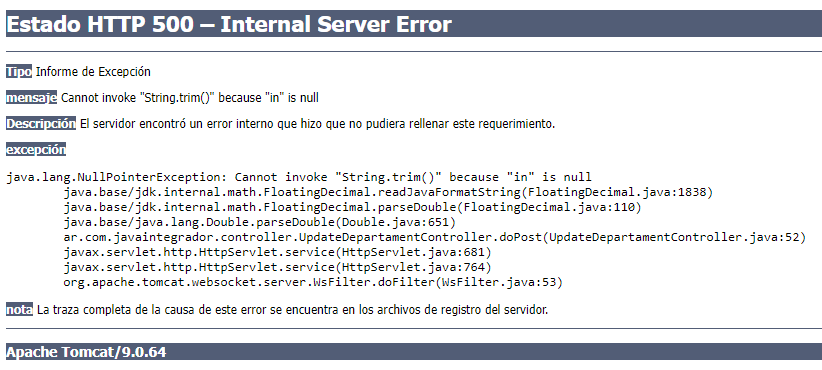 Estado HTTP 500 – Internal Server Error
Tipo Informe de Excepción
mensaje Cannot invoke "String.trim()" because "in" is null
Descripción El servidor encontró un error interno que hizo que no pudiera rellenar este requerimiento.
excepción
java.lang.NullPointerException: Cannot invoke "String.trim()" because "in" is null
java.base/jdk.internal.math.FloatingDecimal.readJavaFormatString(FloatingDecimal.java:1838)
java.base/jdk.internal.math.FloatingDecimal.parseDouble(FloatingDecimal.java:110)
java.base/java.lang.Double.parseDouble(Double.java:651)
ar.com.javaintegrador.controller.UpdateDepartamentController.doPost(UpdateDepartamentController.java:52)
javax.servlet.http.HttpServlet.service(HttpServlet.java:681)
javax.servlet.http.HttpServlet.service(HttpServlet.java:764)
org.apache.tomcat.websocket.server.WsFilter.doFilter(WsFilter.java:53)
nota La traza completa de la causa de este error se encuentra en los archivos de registro del servidor.
Apache Tomcat/9.0.64